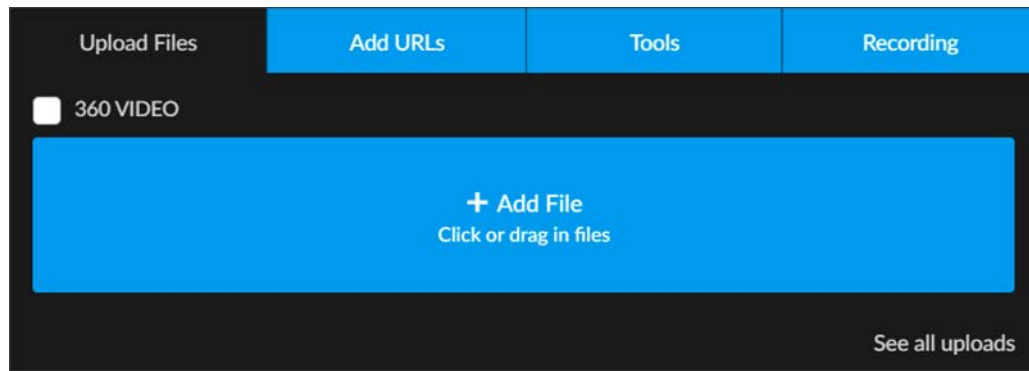 Upload Files
Add URLs
Tools
Recording
360 VIDEO
+ Add File
Click or drag in files
See all uploads